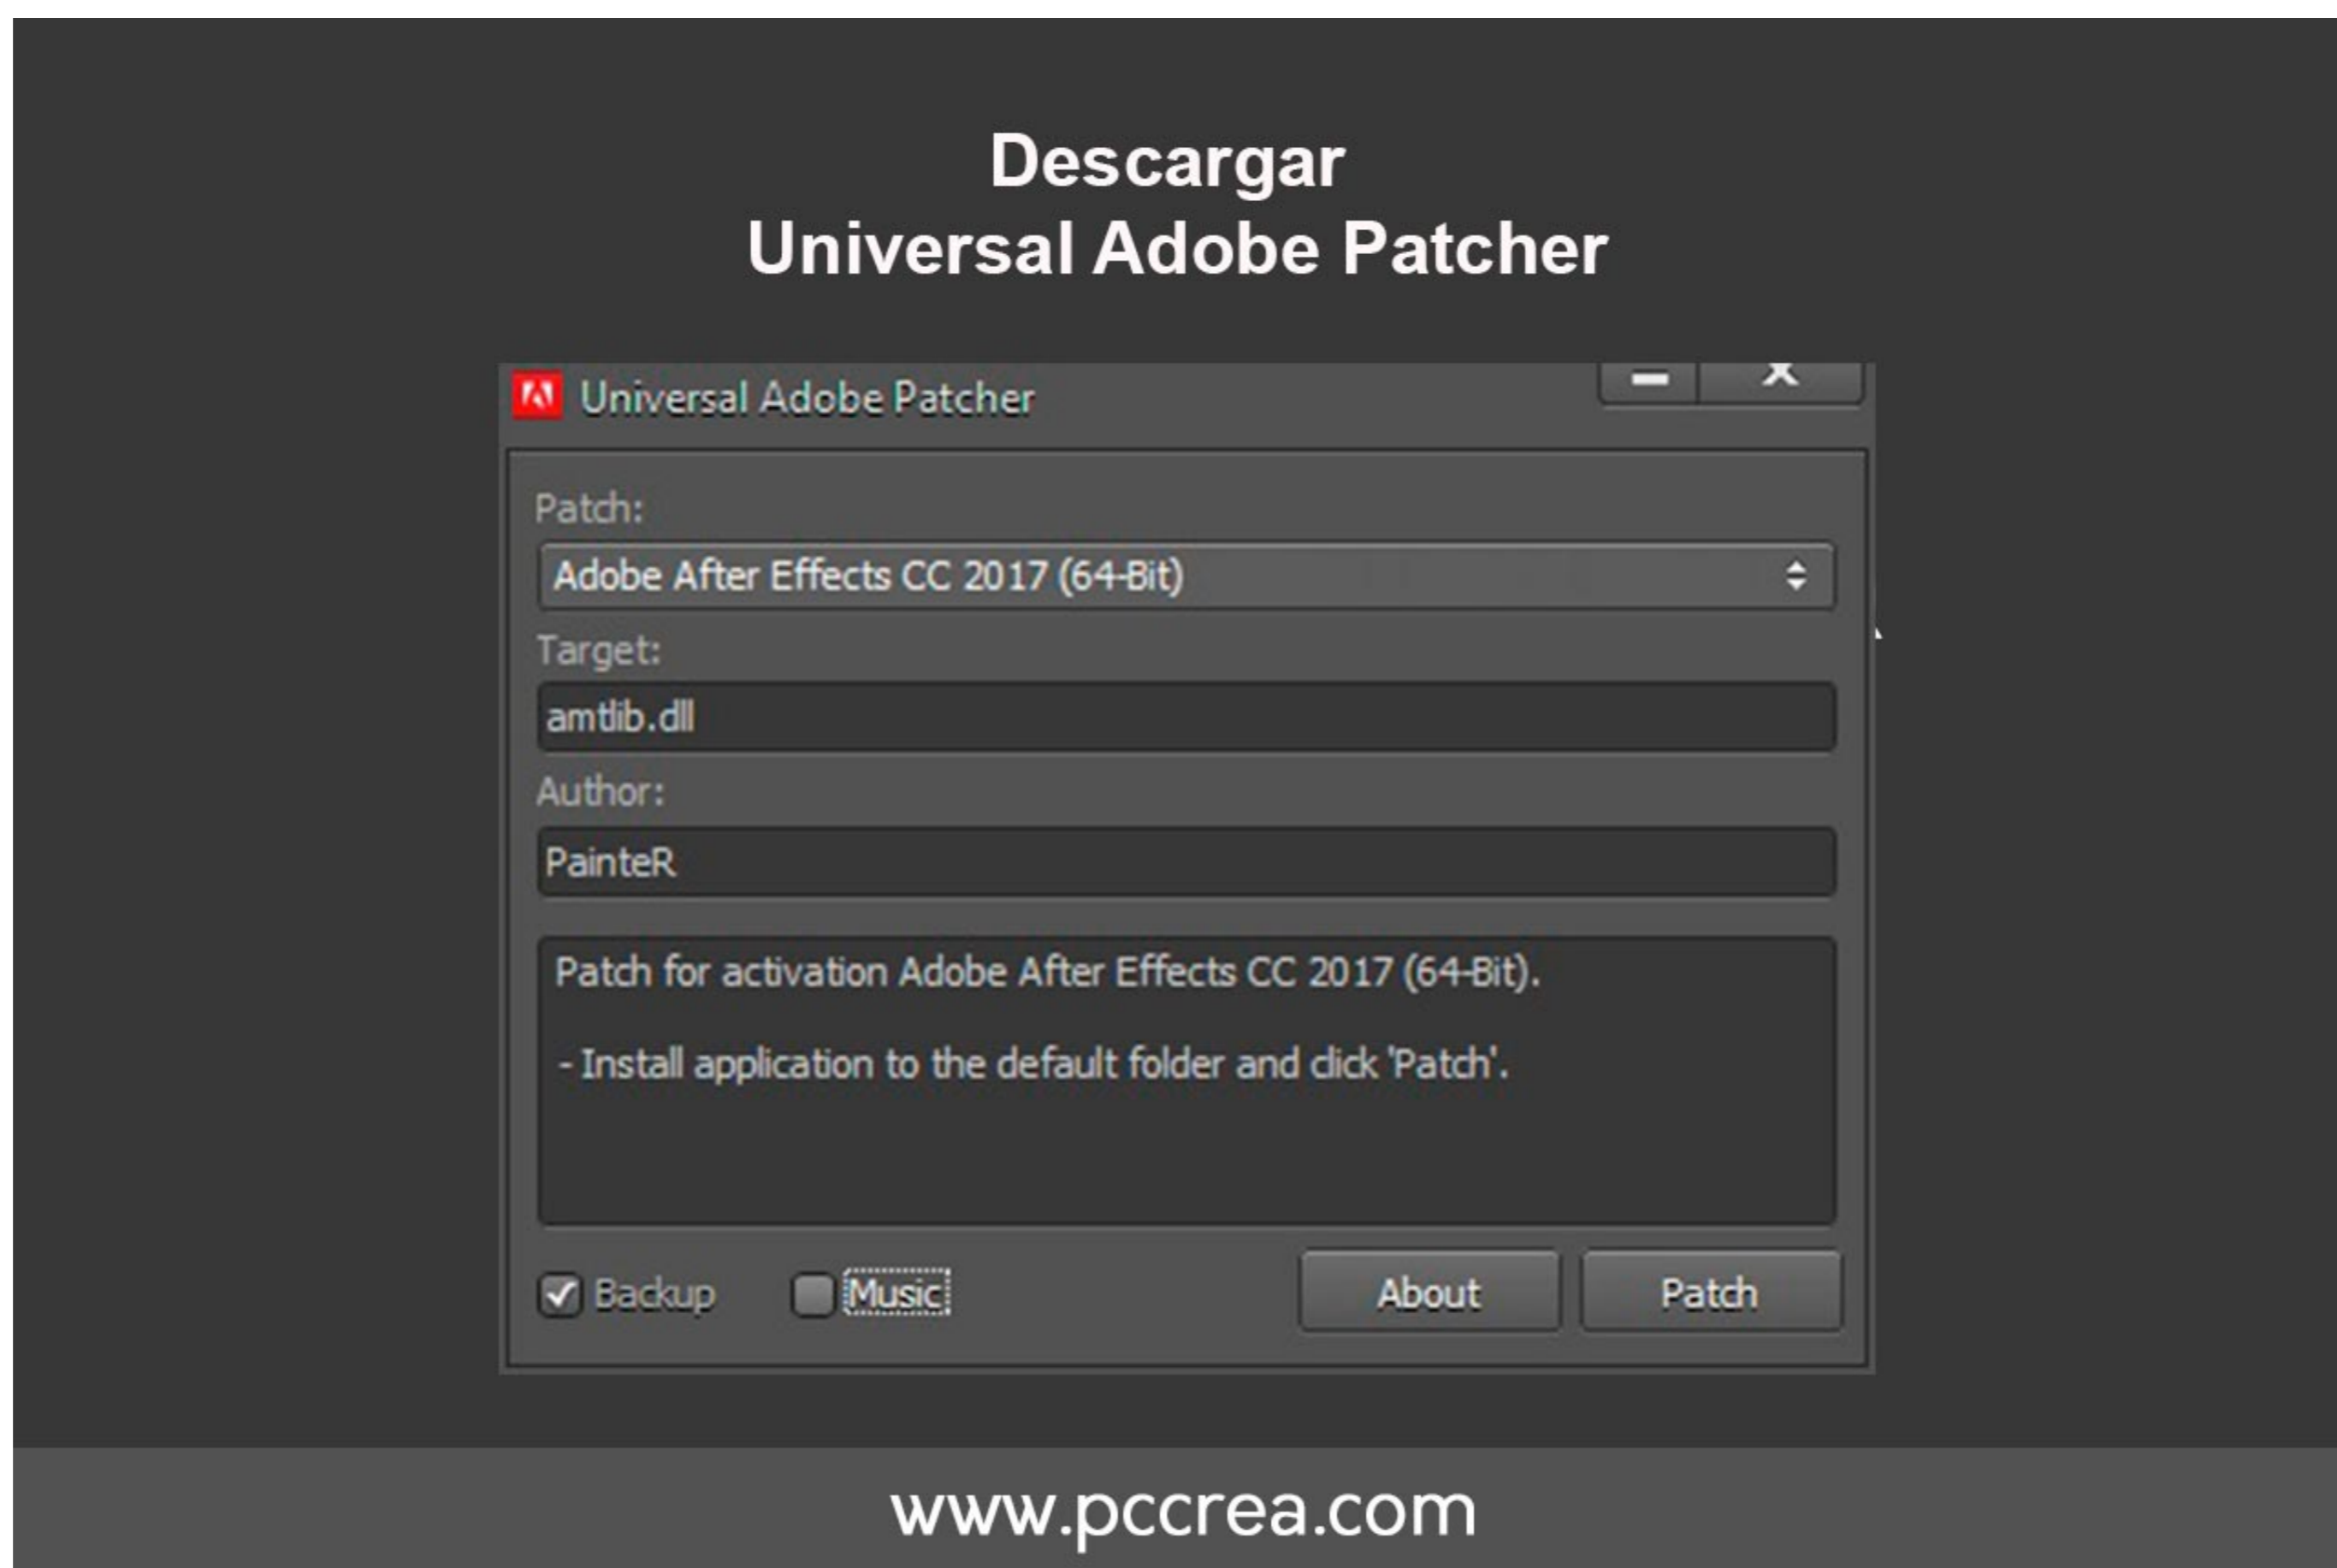 Descargar
Universal Adobe Patcher
Universal Adobe Patcher
Patch:
Adobe After Effects CC 2017 (64-Bit)
Target:
amtlib.dll
Author:
PainteR
Patch for activation Adobe After Effects CC 2017 (64-Bit).
- Install application to the default folder and click 'Patch'.
Backup Music About Patch
www.pccrea.com